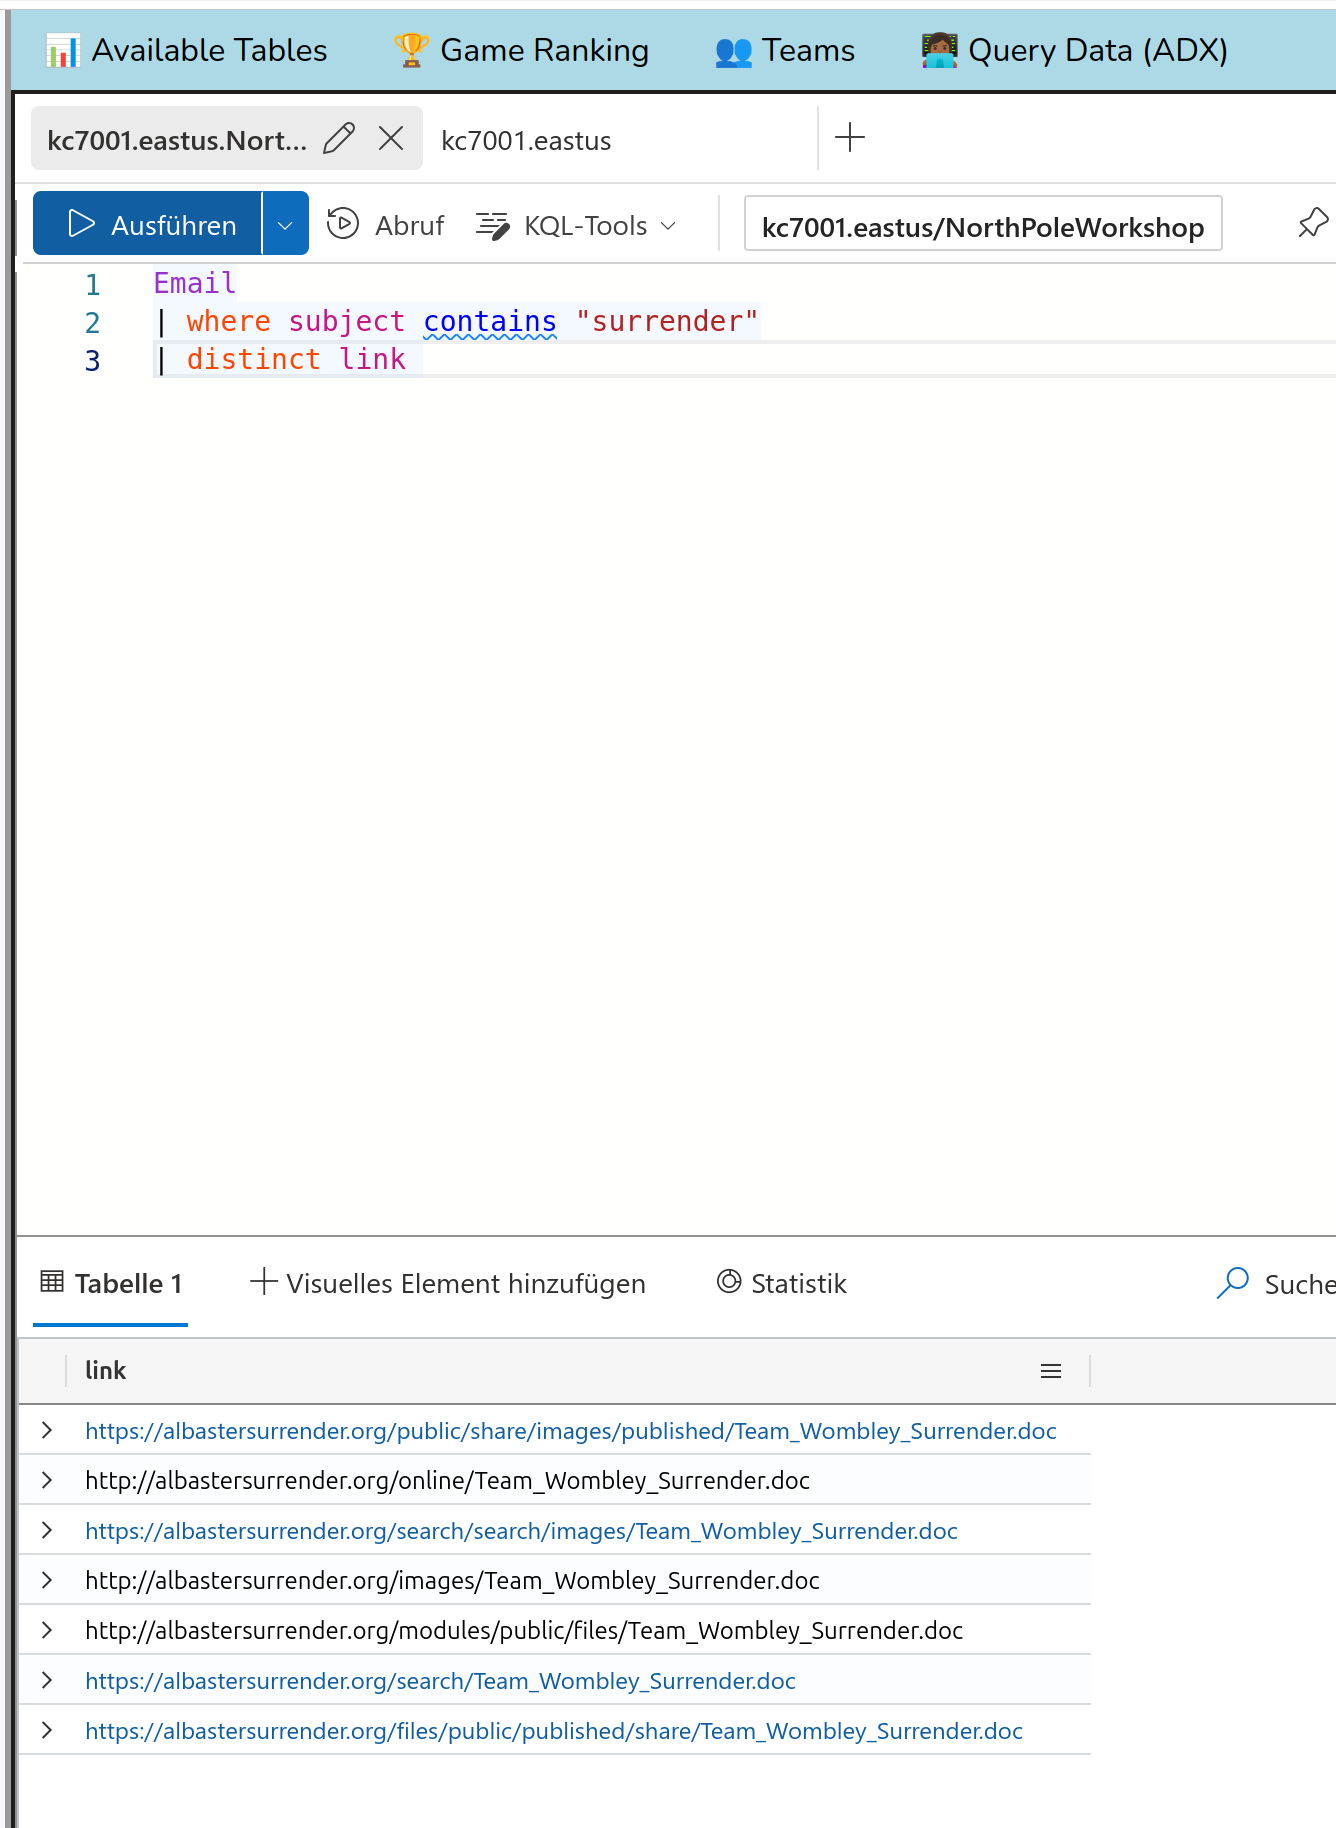 Available Tables Game Ranking Teams Query Data (ADX)
kc7001.eastus.Nort... kc7001.eastus
Ausführen Abruf KQL-Tools kc7001.eastus/NorthPoleWorkshop
1 Email
2 | where subject contains "surrender"
3 | distinct link
Tabelle 1 Visuelles Element hinzufügen Statistik Suche
link
https://albastersurrender.org/public/share/images/published/Team_Wombley_Surrender.doc
http://albastersurrender.org/online/Team_Wombley_Surrender.doc
https://albastersurrender.org/search/search/images/Team_Wombley_Surrender.doc
http://albastersurrender.org/images/Team_Wombley_Surrender.doc
http://albastersurrender.org/modules/public/files/Team_Wombley_Surrender.doc
https://albastersurrender.org/search/Team_Wombley_Surrender.doc
https://albastersurrender.org/files/public/published/share/Team_Wombley_Surrender.doc